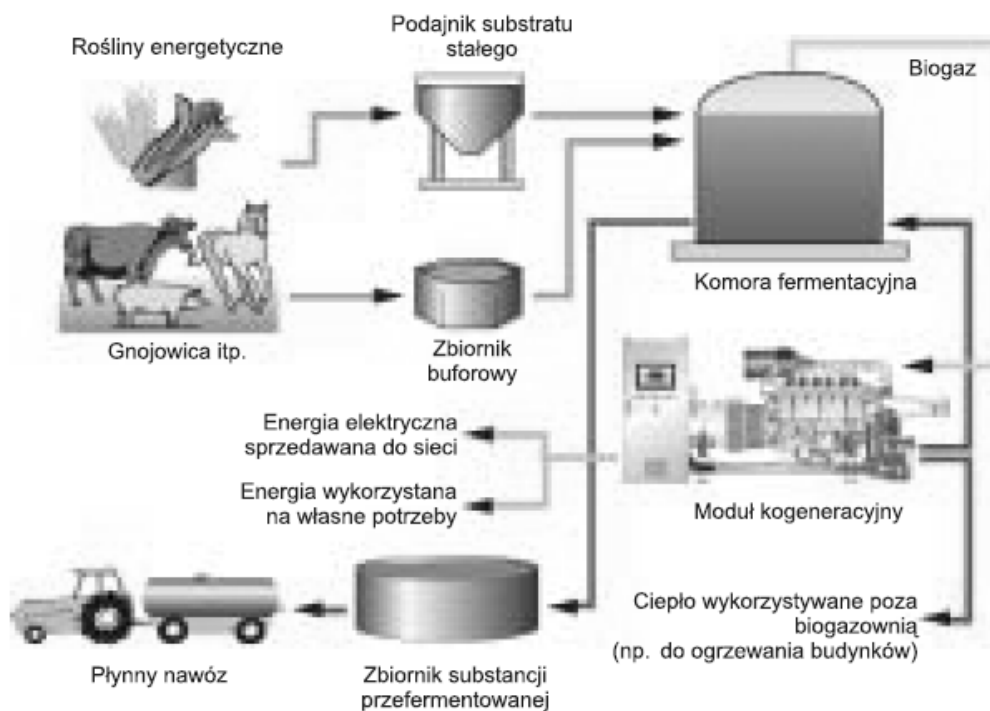 Rośliny energetyczne
Podajnik substratu
stałego
Biogaz
Komora fermentacyjna
Gnojowica itp.
Zbiornik
buforowy
Energia elektryczna
sprzedawana do sieci
Energia wykorzystana
na własne potrzeby
Moduł kogeneracyjny
Ciepło wykorzystywane poza
biogazownią
(np. do ogrzewania budynków)
Płynny nawóz
Zbiornik substancji
przefermentowanej